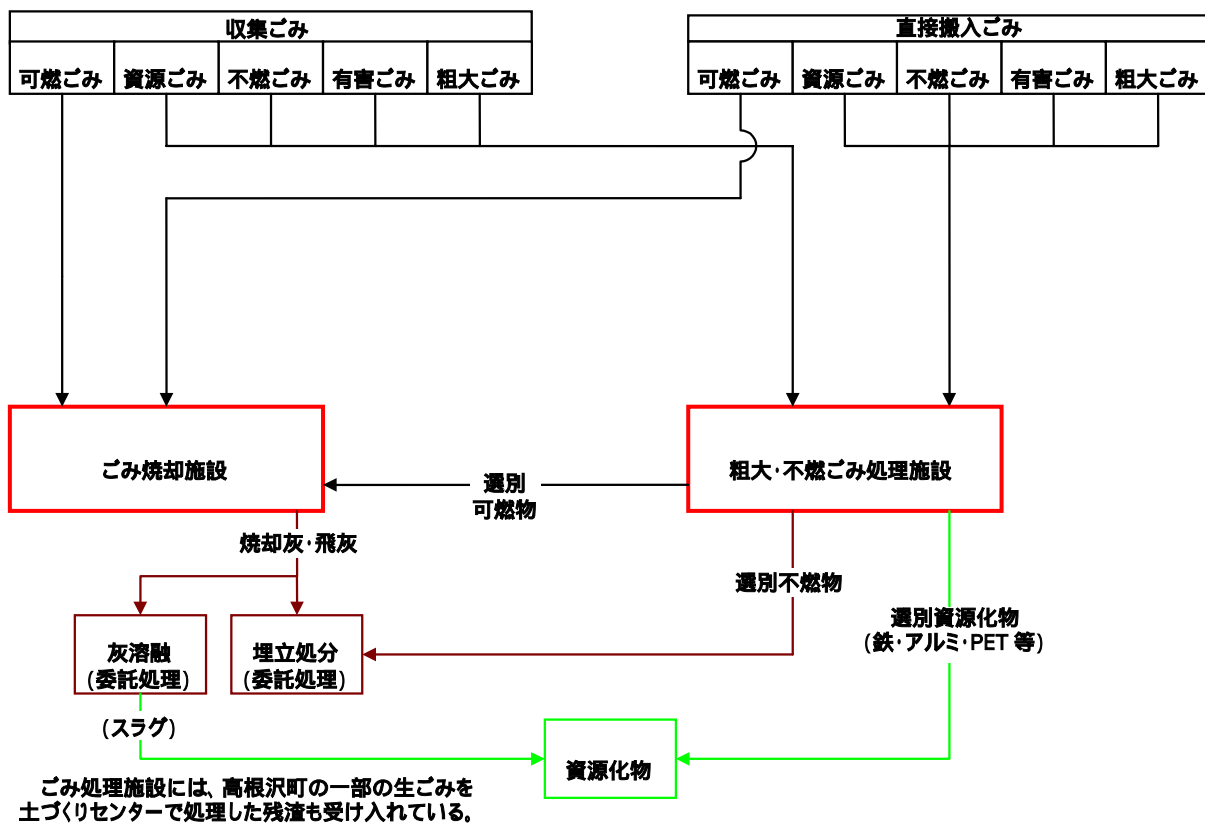 収集ごみ
可燃ごみ 資源ごみ 不燃ごみ 有害ごみ 粗大ごみ
直接搬入ごみ
可燃ごみ 資源ごみ 不燃ごみ 有害ごみ 粗大ごみ
ごみ焼却施設
粗大・不燃ごみ処理施設
選別
可燃物
焼却灰・飛灰
選別不燃物
選別資源化物
(鉄・アルミ・PET 等)
灰溶融
(委託処理)
埋立処分
(委託処理)
(スラグ)
資源化物
ごみ処理施設には、高根沢町の一部の生ごみを
土づくりセンターで処理した残渣も受け入れている。